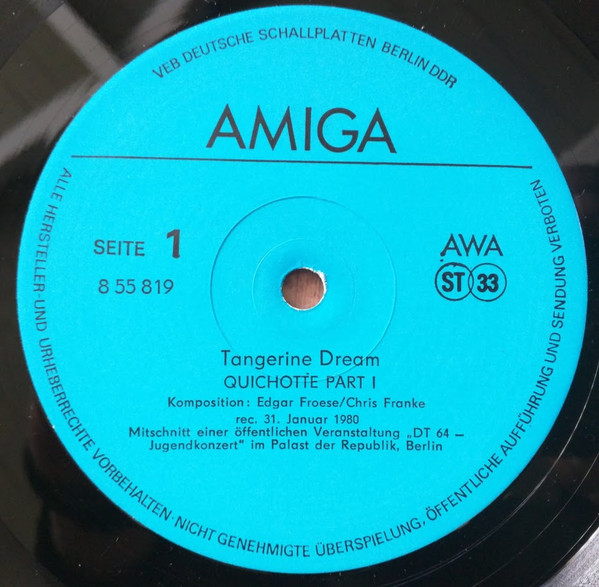 VEB DEUTSCHE SCHALLPLATTEN BERLIN DDR
AMIGA
SEITE 1
8 55 819
AWA
ST 33
Tangerine Dream
QUICHOTTE PART I
Komposition: Edgar Froese/Chris Franke
rec. 31. Januar 1980
Mitschnitt einer öffentlichen Veranstaltung „DT 64 –
Jugendkonzert" im Palast der Republik, Berlin
ALLE HERSTELLER-UND URHEBERRECHTE VORBEHALTEN·NICHT GENEHMIGTE ÜBERSPIELUNG, ÖFFENTLICHE AUFFÜHRUNG UND SENDUNG VERBOTEN